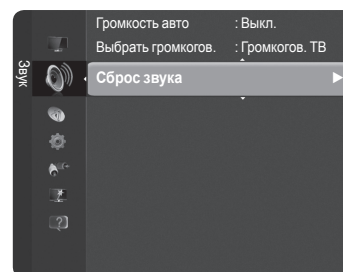 Громкость авто : Выкл.
Выбрать громкогов. : Громкогов. ТВ
Звук
Сброс звука